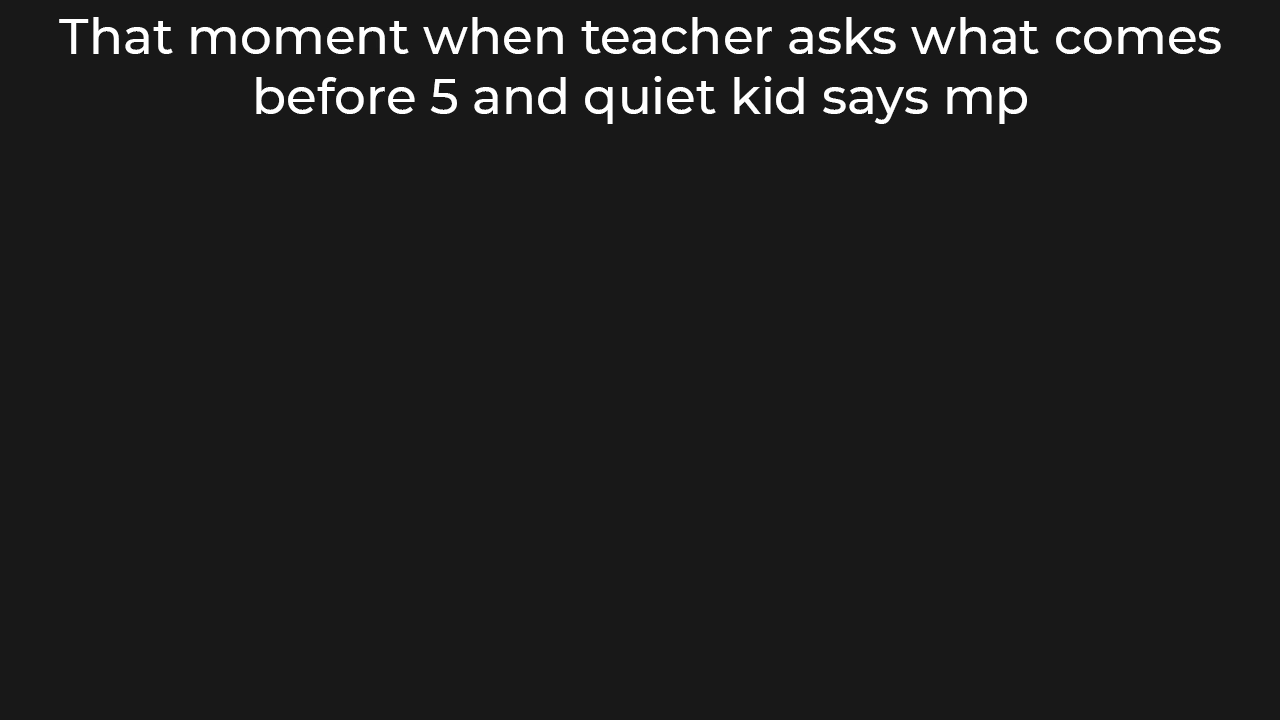 That moment when teacher asks what comes
before 5 and quiet kid says mp